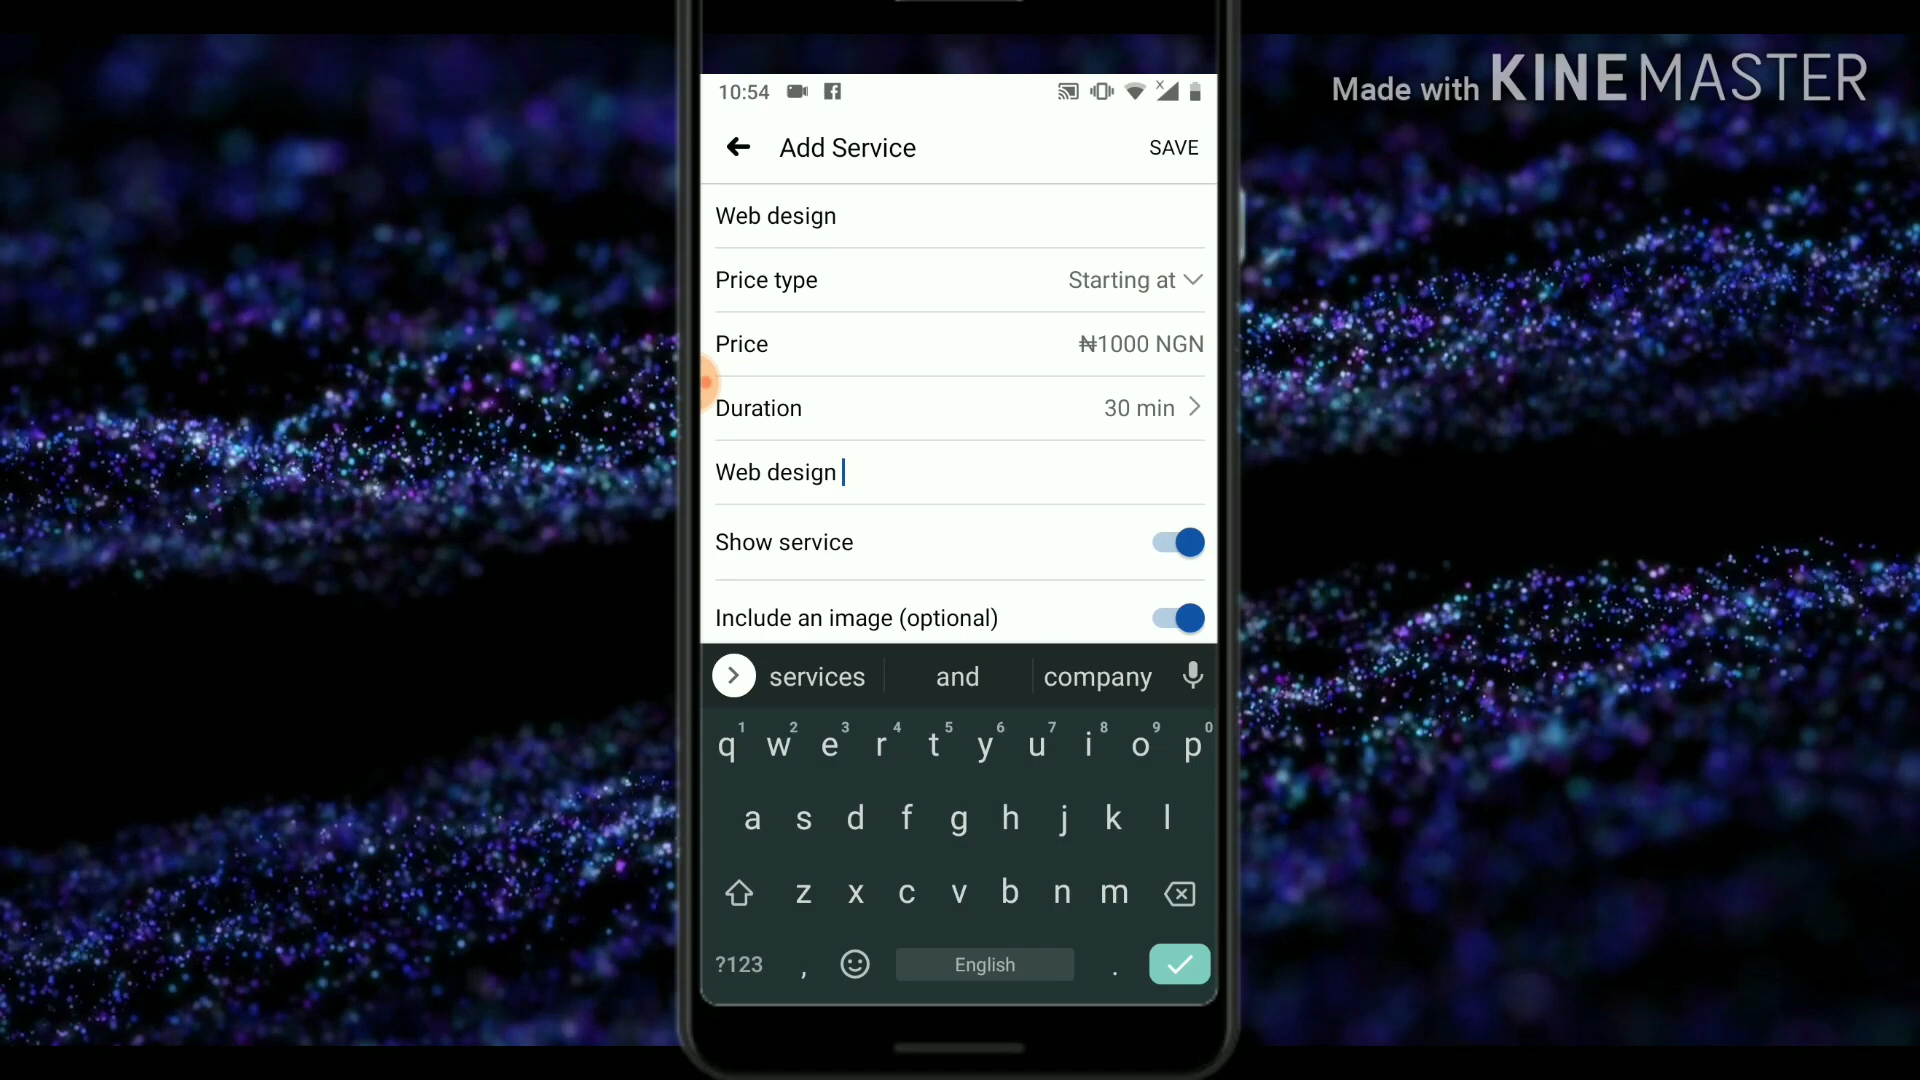 Made with KINEMASTER
10:54
Add Service
SAVE
Web design
Price type
Starting at
Price
₦1000 NGN
Duration
30 min
Web design
Show service
Include an image (optional)
services
and
company
q1 w2 e3 r4 t5 y6 u7 i8 o9 p0
a s d f g h j k l
z x c v b n m
?123 , English .